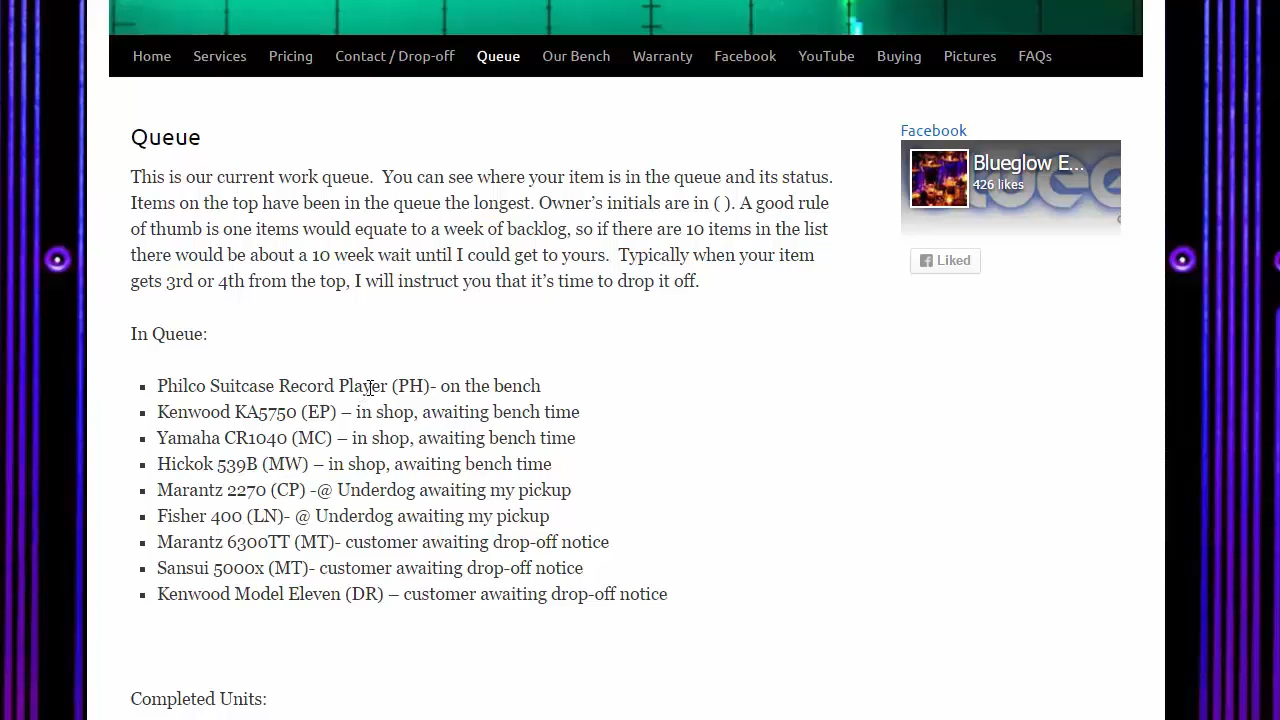 Home Services Pricing Contact / Drop-off Queue Our Bench Warranty Facebook YouTube Buying Pictures FAQs
Queue
This is our current work queue. You can see where your item is in the queue and its status.
Items on the top have been in the queue the longest. Owner’s initials are in ( ). A good rule
of thumb is one items would equate to a week of backlog, so if there are 10 items in the list
there would be about a 10 week wait until I could get to yours. Typically when your item
gets 3rd or 4th from the top, I will instruct you that it’s time to drop it off.
In Queue:
Philco Suitcase Record Player (PH)- on the bench
Kenwood KA5750 (EP) – in shop, awaiting bench time
Yamaha CR1040 (MC) – in shop, awaiting bench time
Hickok 539B (MW) – in shop, awaiting bench time
Marantz 2270 (CP) -@ Underdog awaiting my pickup
Fisher 400 (LN)- @ Underdog awaiting my pickup
Marantz 6300TT (MT)- customer awaiting drop-off notice
Sansui 5000x (MT)- customer awaiting drop-off notice
Kenwood Model Eleven (DR) – customer awaiting drop-off notice
Completed Units:
Facebook
Blueglow E...
426 likes
Liked